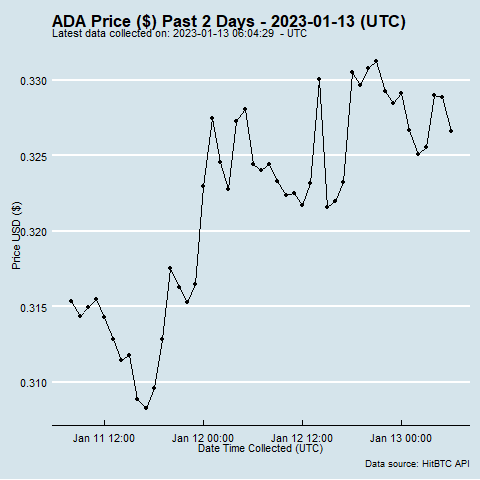 ADA Price ($) Past 2 Days - 2023-01-13 (UTC)
Latest data collected on: 2023-01-13 06:04:29 - UTC
0.330
0.325
0.320
0.315
0.310
Price USD ($)
Jan 11 12:00 Jan 12 00:00 Jan 12 12:00 Jan 13 00:00
Date Time Collected (UTC)
Data source: HitBTC API